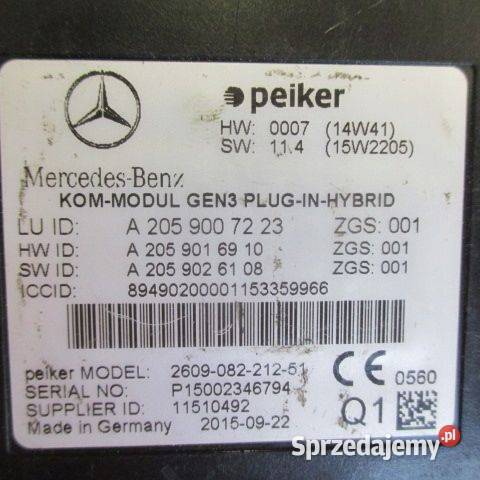 peiker
HW: 0007 (14W41)
SW: 11.4 (15W2205)
Mercedes-Benz
KOM-MODUL GEN3 PLUG-IN-HYBRID
LU ID: A 205 900 72 23 ZGS: 001
HW ID: A 205 901 69 10 ZGS: 001
SW ID: A 205 902 61 08 ZGS: 001
ICCID: 89490200001153359966
peiker MODEL: 2609-082-212-51
CE 0560
SERIAL NO: P15002346794
SUPPLIER ID: 11510492
Q1
Made in Germany 2015-09-22
Sprzedajemy.pl